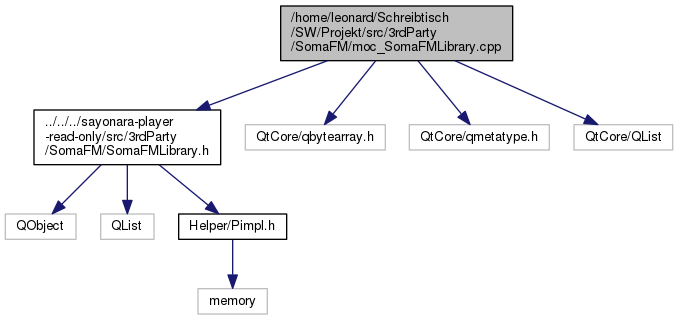 /home/leonard/Schreibtisch
/SW/Projekt/src/3rdParty
/SomaFM/moc_SomaFMLibrary.cpp
../../../sayonara-player
-read-only/src/3rdParty
/SomaFM/SomaFMLibrary.h
QtCore/qbytearray.h
QtCore/qmetatype.h
QtCore/QList
QObject
QList
Helper/Pimpl.h
memory